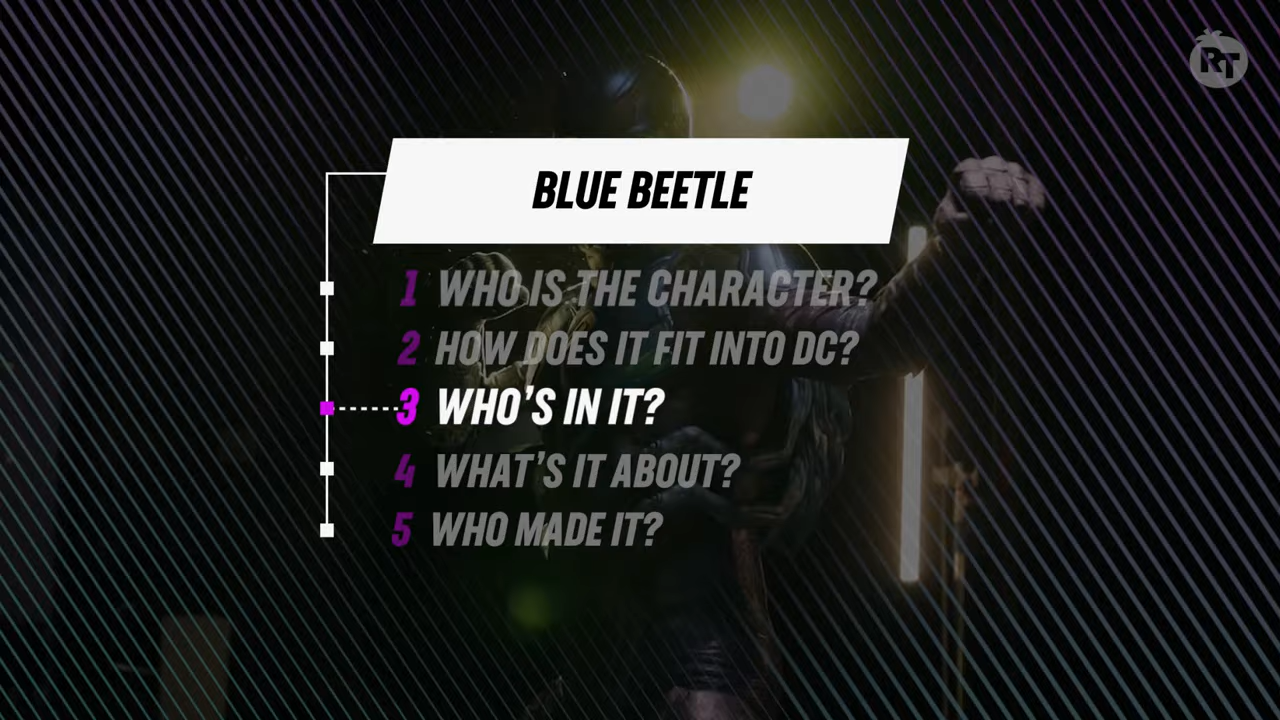 RT
BLUE BEETLE
1 WHO IS THE CHARACTER?
2 HOW DOES IT FIT INTO DC?
3 WHO'S IN IT?
4 WHAT'S IT ABOUT?
5 WHO MADE IT?